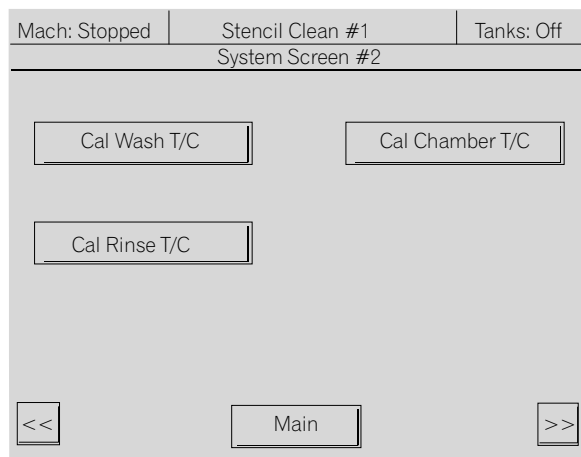 Mach: Stopped Stencil Clean #1 Tanks: Off
System Screen #2
Cal Wash T/C Cal Chamber T/C
Cal Rinse T/C
<< Main >>